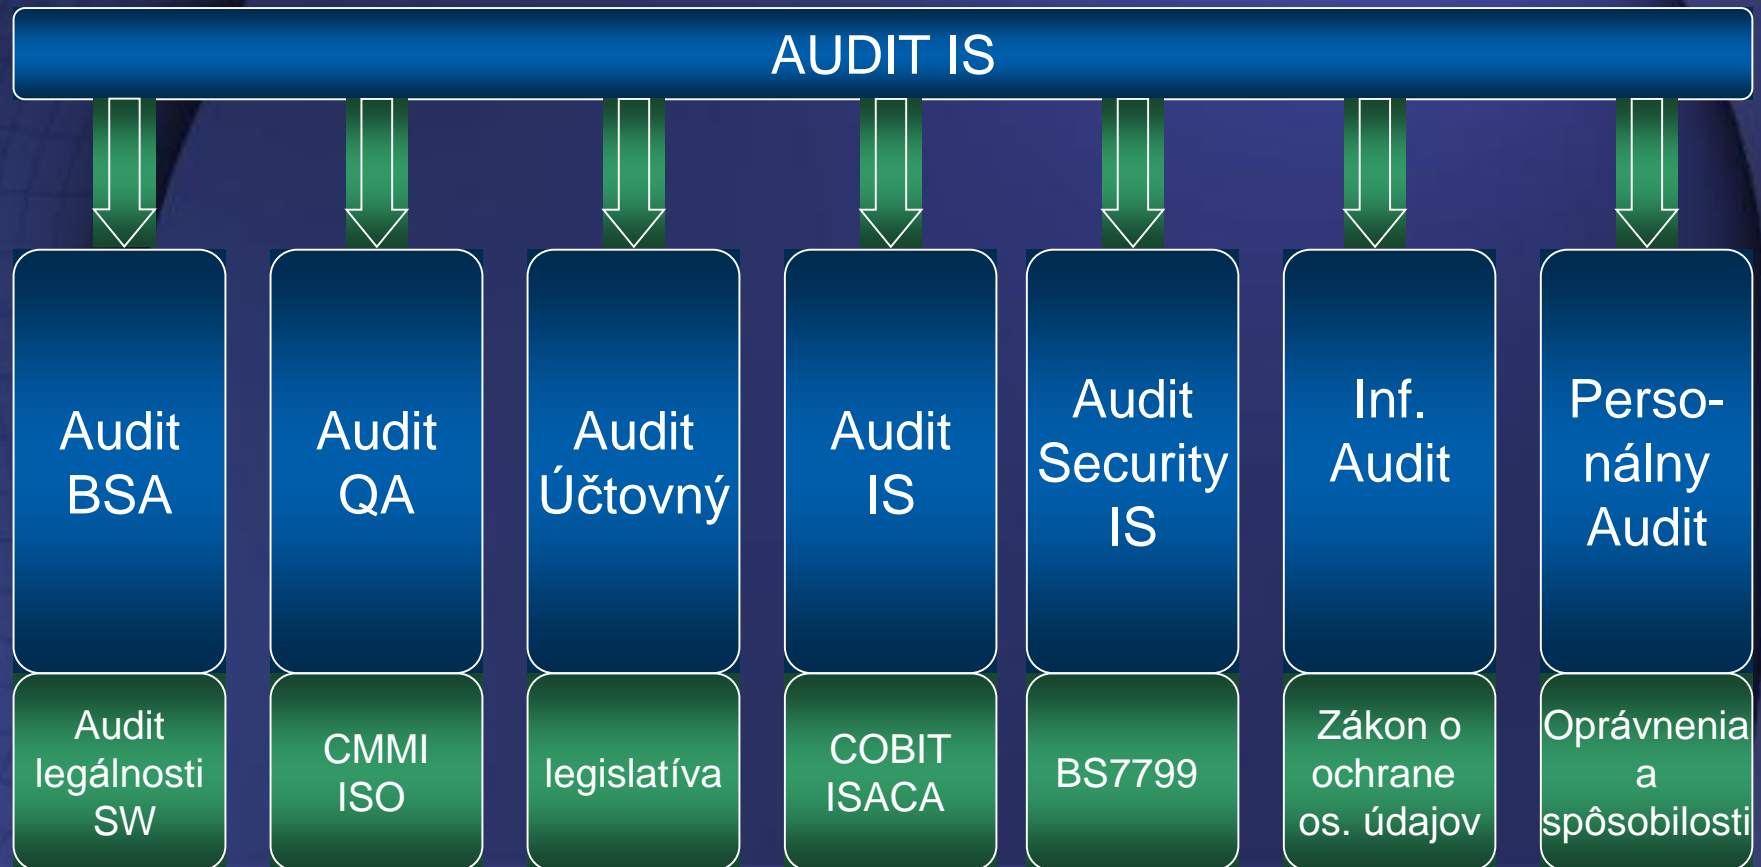 AUDIT IS
Audit
BSA
Audit
QA
Audit
Účtovný
Audit
IS
Audit
Security
IS
Inf.
Audit
Perso-
nálny
Audit
Audit
legálnosti
SW
CMMI
ISO
legislatíva
COBIT
ISACA
BS7799
Zákon o
ochrane
os. údajov
Oprávnenia
a
spôsobilosti